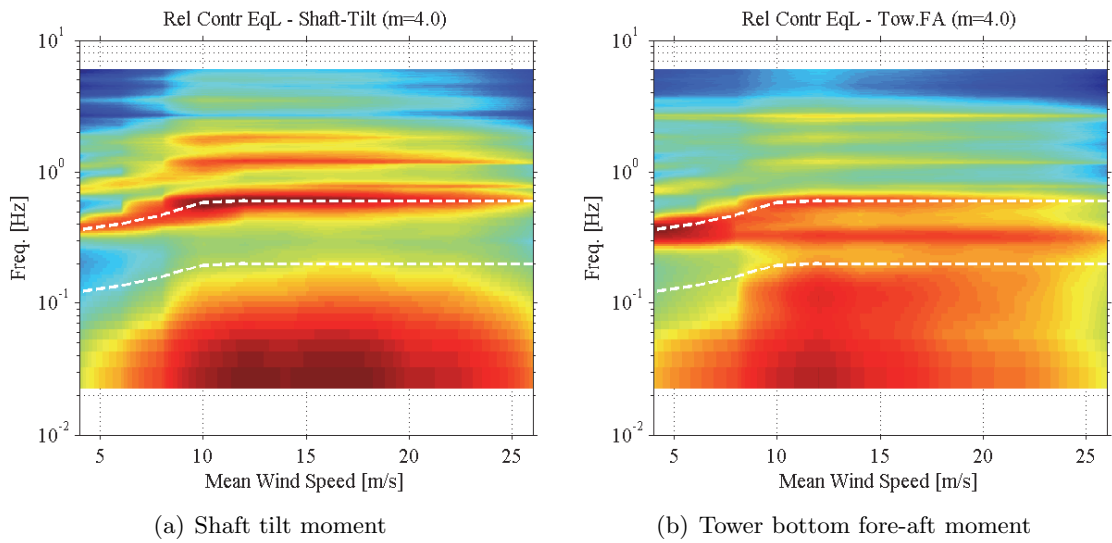 Rel Contr EqL - Shaft-Tilt (m=4.0)
10^1
10^0
10^-1
10^-2
Freq. [Hz]
5 10 15 20 25
Mean Wind Speed [m/s]
(a) Shaft tilt moment
Rel Contr EqL - Tow.FA (m=4.0)
10^1
10^0
10^-1
10^-2
Freq. [Hz]
5 10 15 20 25
Mean Wind Speed [m/s]
(b) Tower bottom fore-aft moment